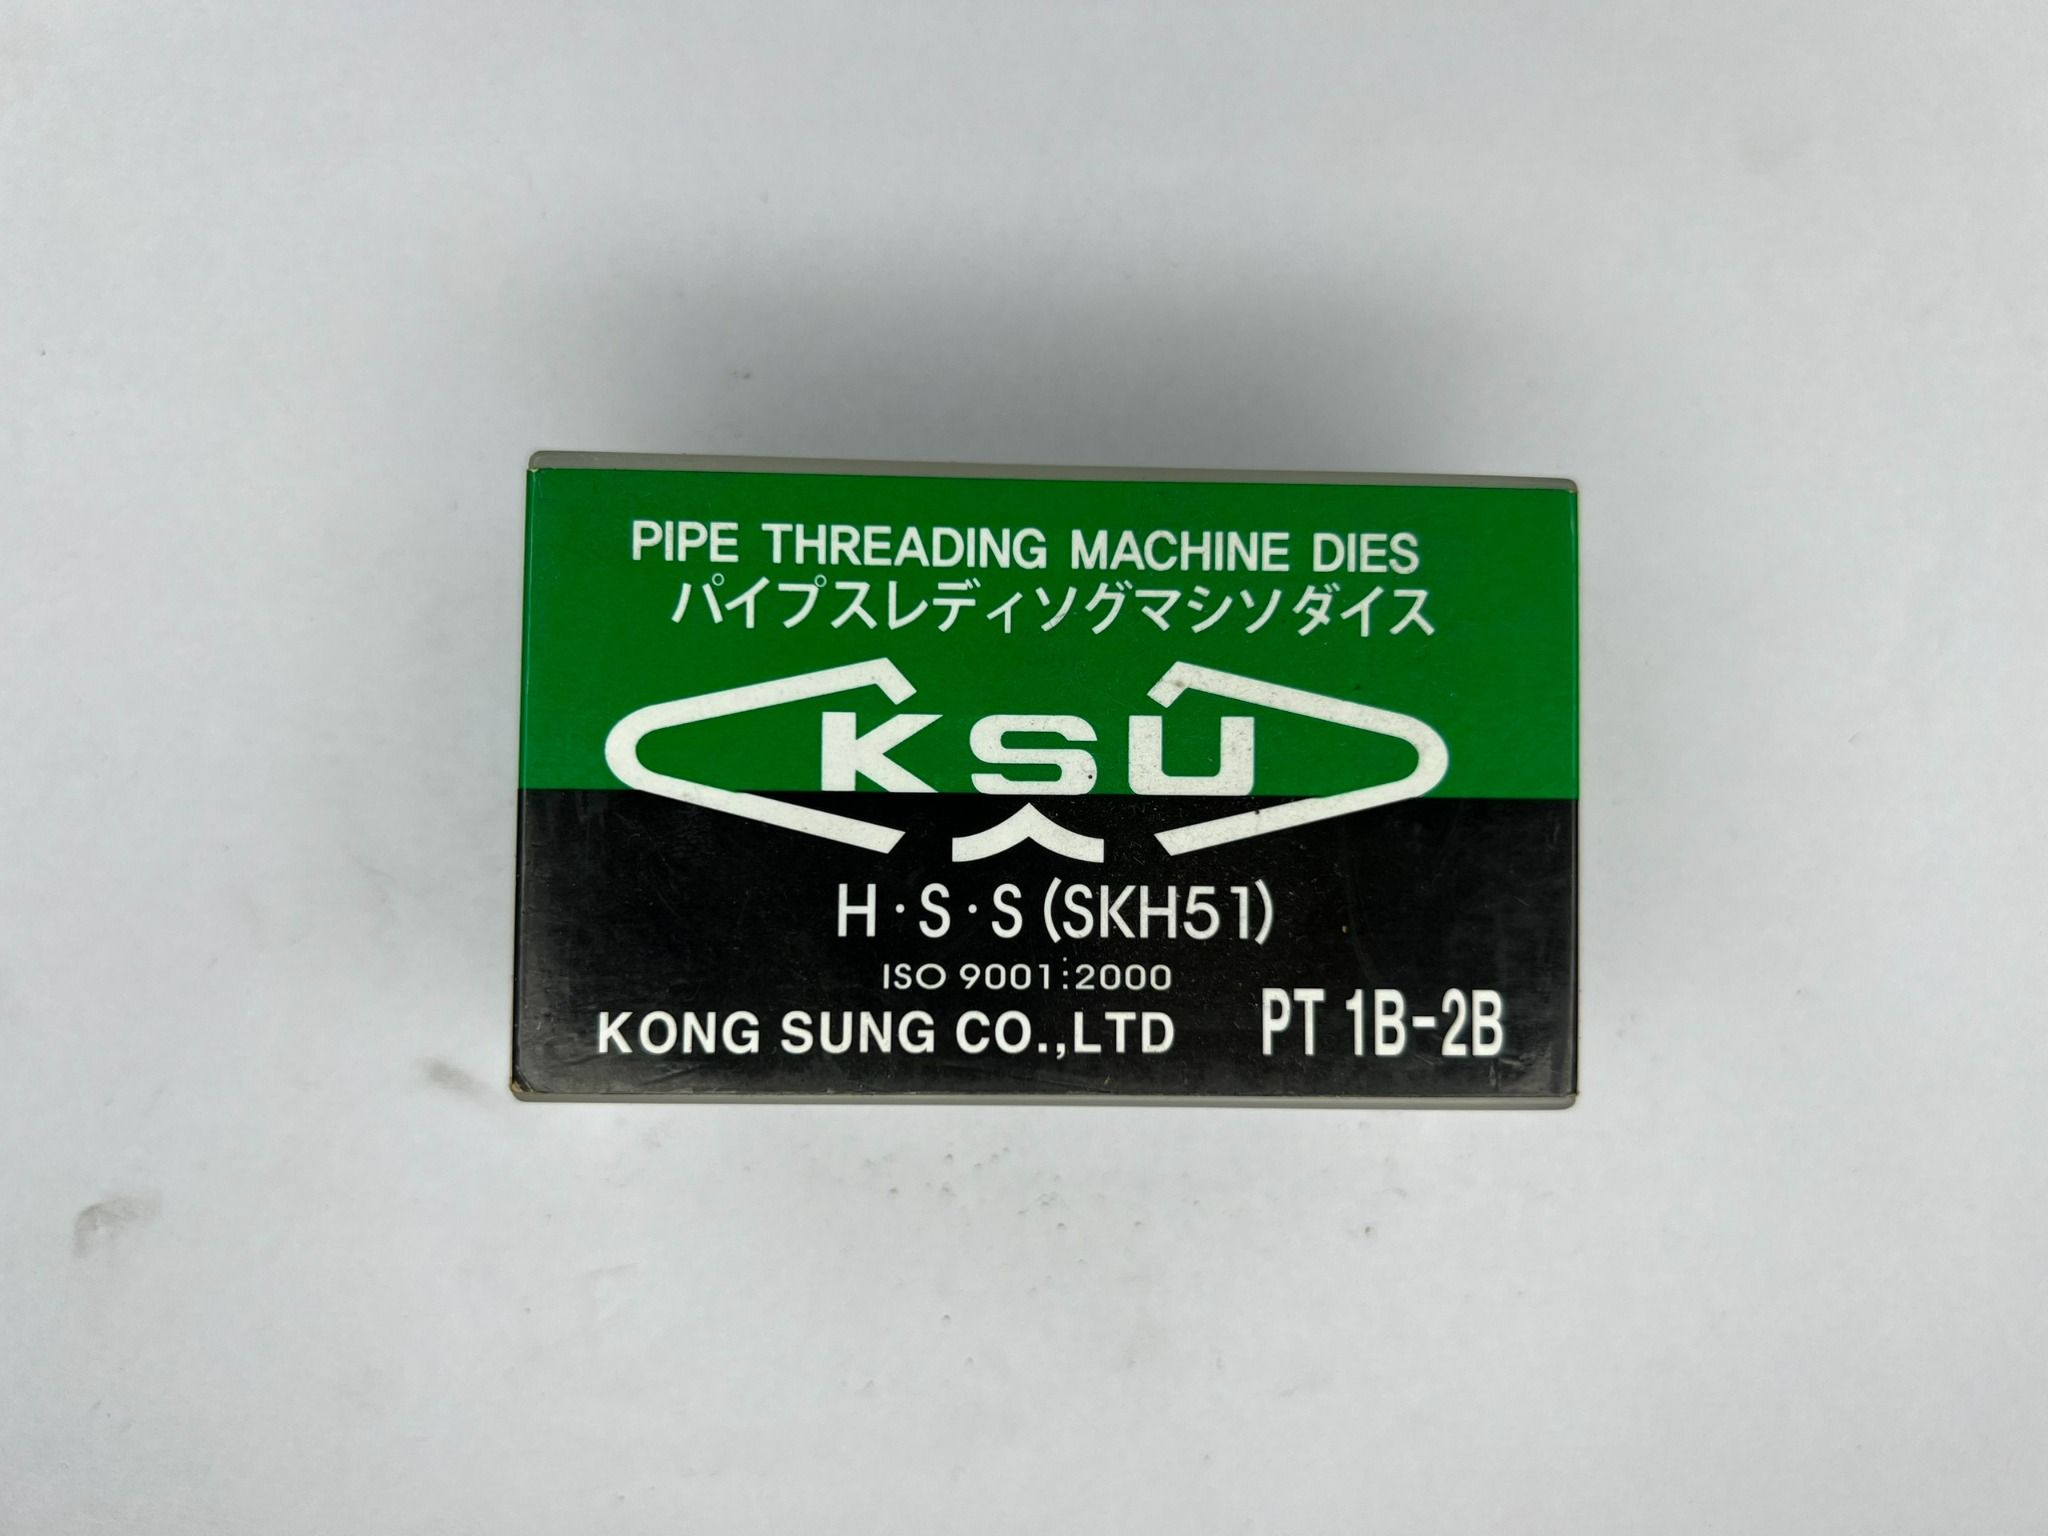 PIPE THREADING MACHINE DIES
パイプスレディソグマシソダイス
KSU
H·S·S (SKH51)
ISO 9001:2000
KONG SUNG CO.,LTD
PT 1B-2B